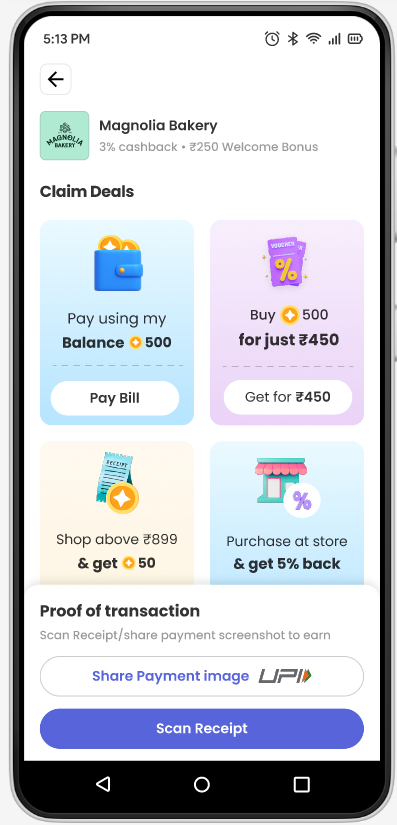 5:13 PM
MAGNOLIA
BAKERY
Magnolia Bakery
3% cashback • ₹250 Welcome Bonus
Claim Deals
Pay using my
Balance 500
Pay Bill
VOUCHER
%
Buy 500
for just ₹450
Get for ₹450
RECEIPT
Shop above ₹899
& get 50
%
Purchase at store
& get 5% back
Proof of transaction
Scan Receipt/share payment screenshot to earn
Share Payment image UPI
Scan Receipt